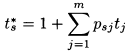 $t_s^* = 1 + \sum_{j=1}^{m} p_{sj} t_j$